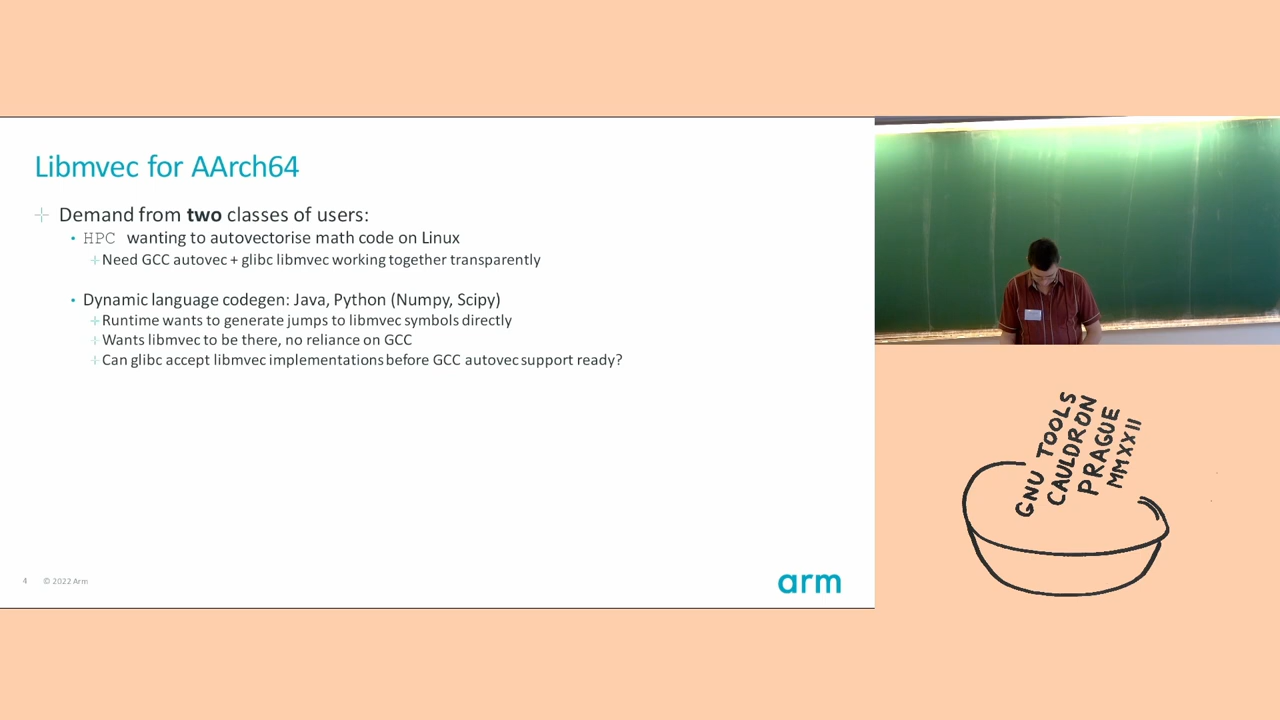 Libmvec for AArch64
Demand from two classes of users:
HPC wanting to autovectorise math code on Linux
Need GCC autovec + glibc libmvec working together transparently
Dynamic language codegen: Java, Python (Numpy, Scipy)
Runtime wants to generate jumps to libmvec symbols directly
Wants libmvec to be there, no reliance on GCC
Can glibc accept libmvec implementations before GCC autovec support ready?
4 © 2022 Arm
arm
GNU TOOLS
CAULDRON
PRAGUE
MMXXII